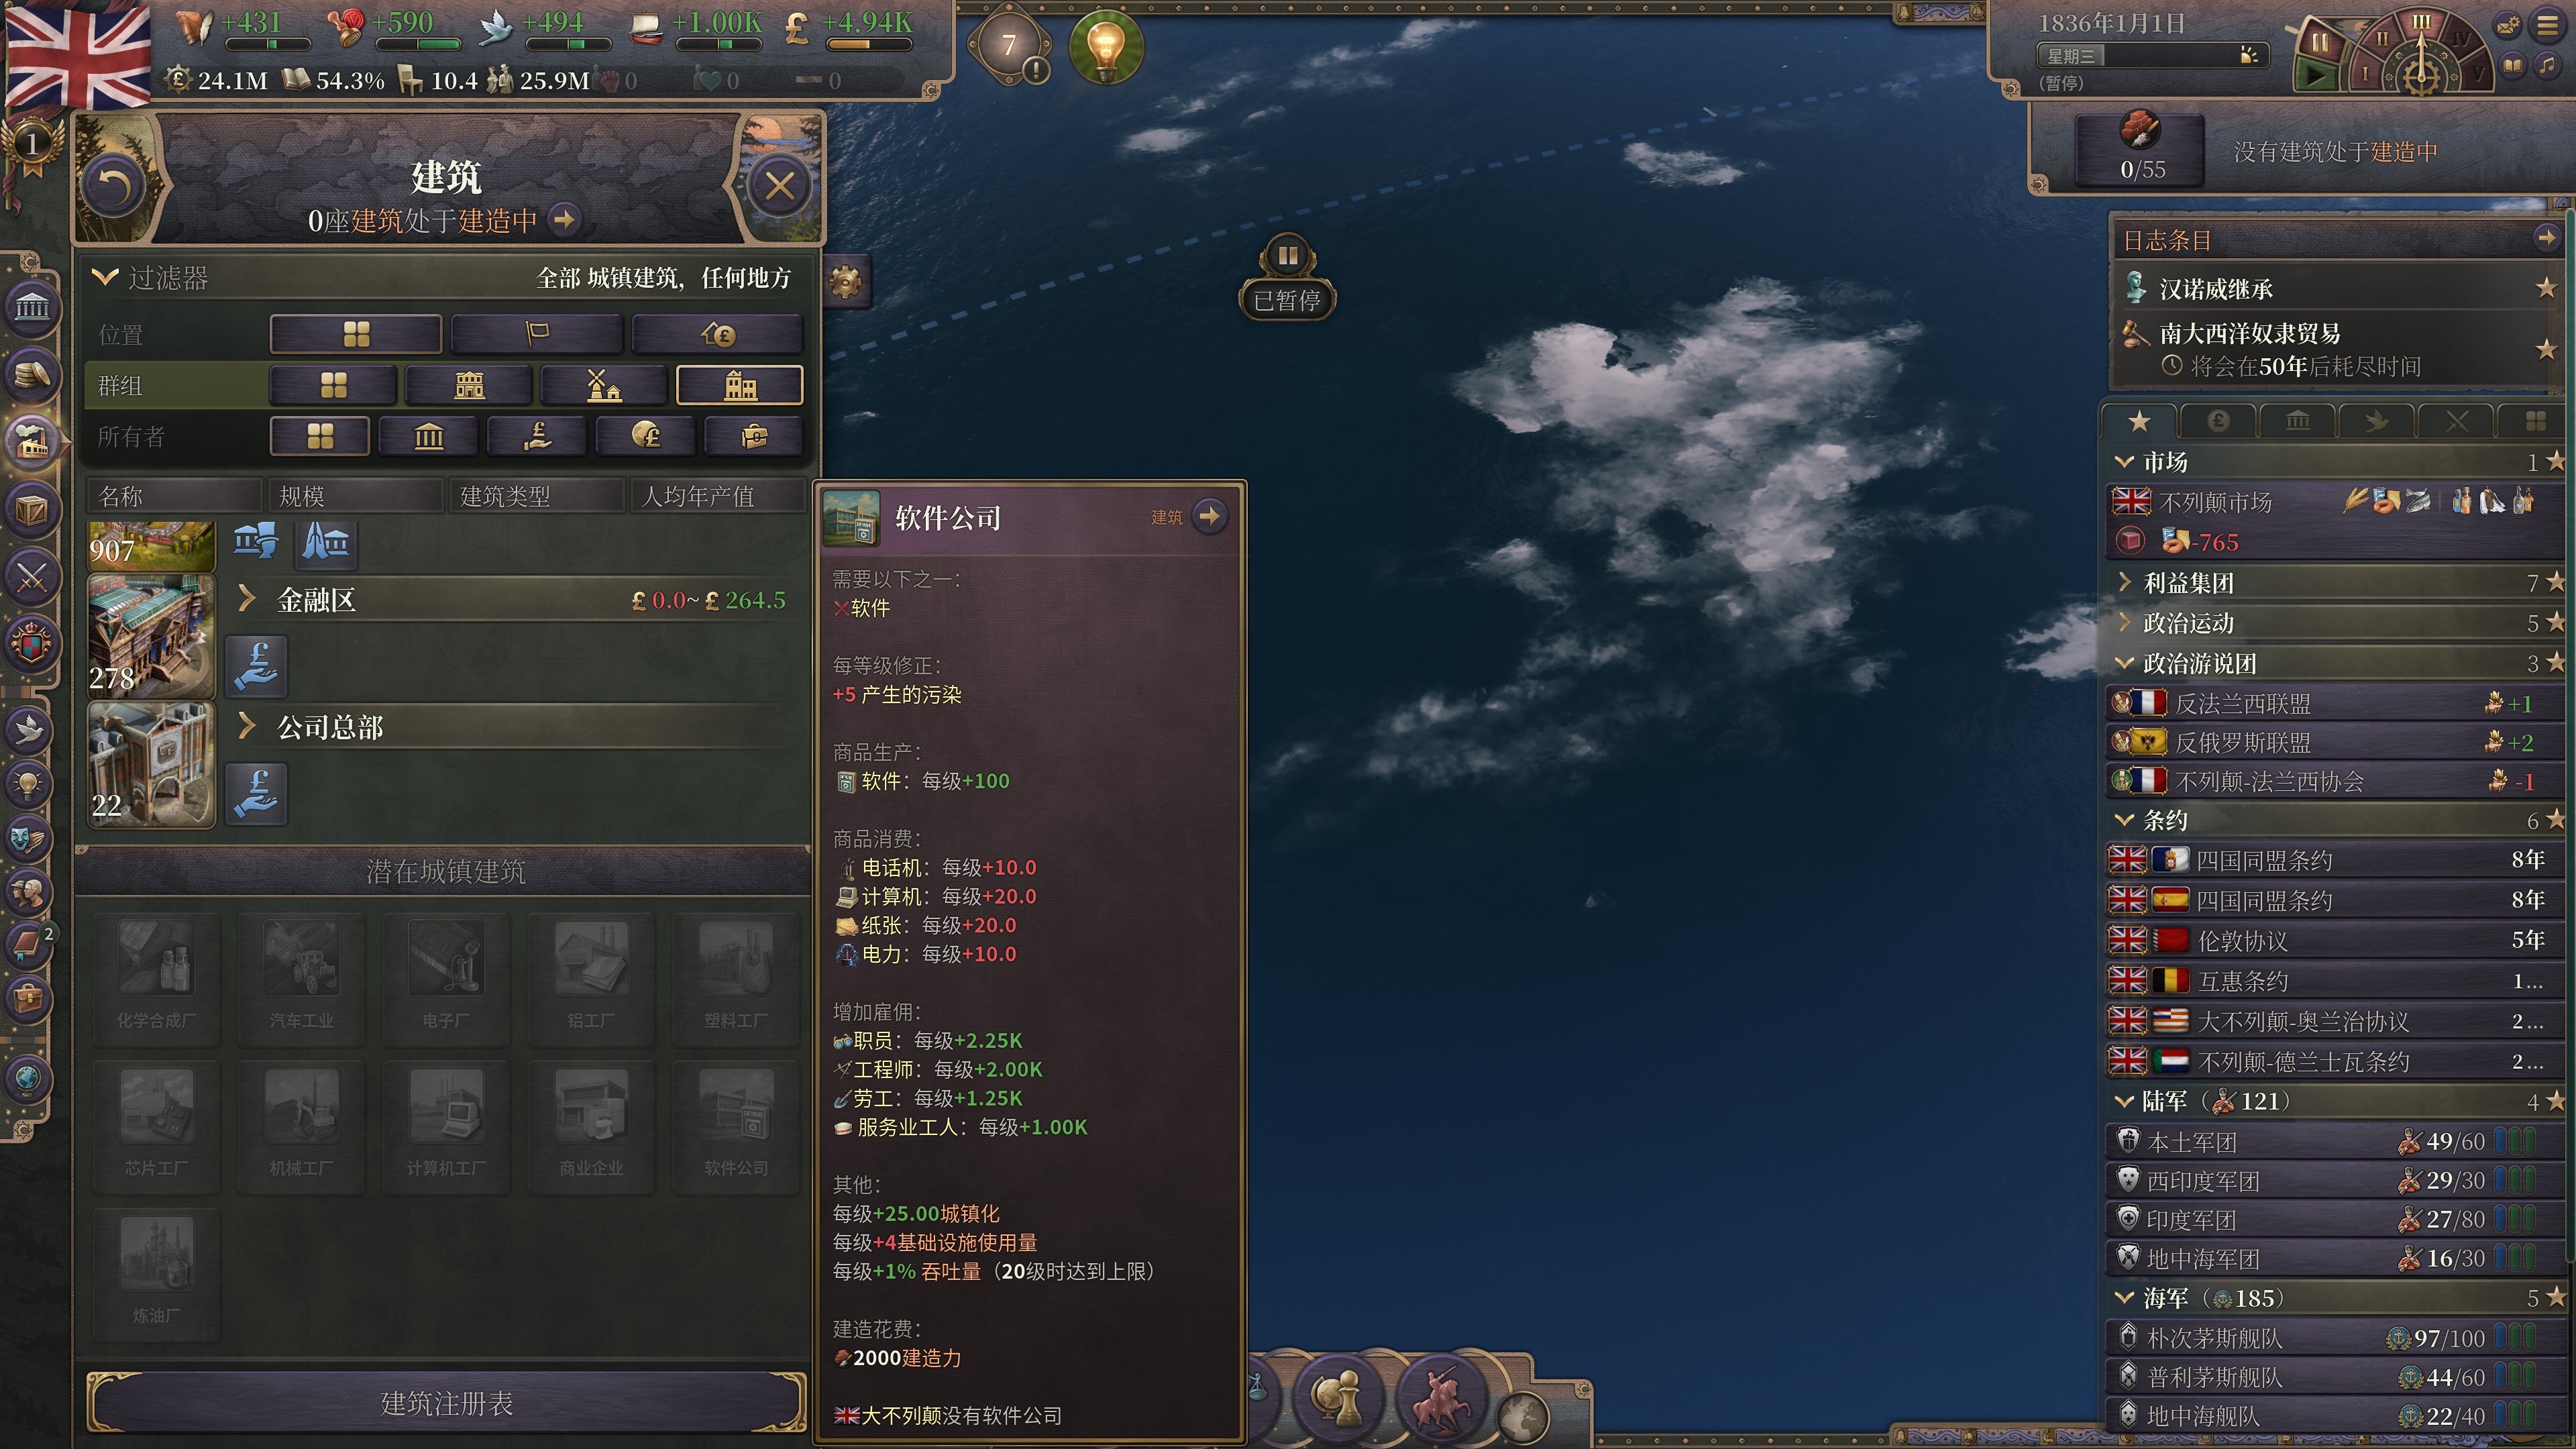 +431
+590
+494
+1.00K
+4.94K
24.1M
54.3%
10.4
25.9M
0
0
0
7
1836年1月1日
星期三
(暂停)
I
II
III
IV
V
1
0/55
没有建筑处于建造中
建筑
0座建筑处于建造中
过滤器
全部 城镇建筑，任何地方
位置
群组
所有者
名称
规模
建筑类型
人均年产值
907
金融区
£ 0.0~ £ 264.5
278
公司总部
22
潜在城镇建筑
化学合成厂
汽车工业
电子厂
铝工厂
塑料工厂
芯片工厂
机械工厂
计算机工厂
商业企业
软件公司
炼油厂
建筑注册表
2
已暂停
软件公司
建筑
需要以下之一：
软件
每等级修正：
+5 产生的污染
商品生产：
软件：每级+100
商品消费：
电话机：每级+10.0
计算机：每级+20.0
纸张：每级+20.0
电力：每级+10.0
增加雇佣：
职员：每级+2.25K
工程师：每级+2.00K
劳工：每级+1.25K
服务业工人：每级+1.00K
其他：
每级+25.00城镇化
每级+4基础设施使用量
每级+1% 吞吐量（20级时达到上限）
建造花费：
2000建造力
大不列颠没有软件公司
日志条目
汉诺威继承
南大西洋奴隶贸易
将会在50年后耗尽时间
市场
1
不列颠市场
-765
利益集团
7
政治运动
5
政治游说团
3
反法兰西联盟
+1
反俄罗斯联盟
+2
不列颠-法兰西协会
-1
条约
6
四国同盟条约
8年
四国同盟条约
8年
伦敦协议
5年
互惠条约
1...
大不列颠-奥兰治协议
2...
不列颠-德兰士瓦条约
2...
陆军（121）
4
本土军团
49/60
西印度军团
29/30
印度军团
27/80
地中海军团
16/30
海军（185）
5
朴次茅斯舰队
97/100
普利茅斯舰队
44/60
地中海舰队
22/40